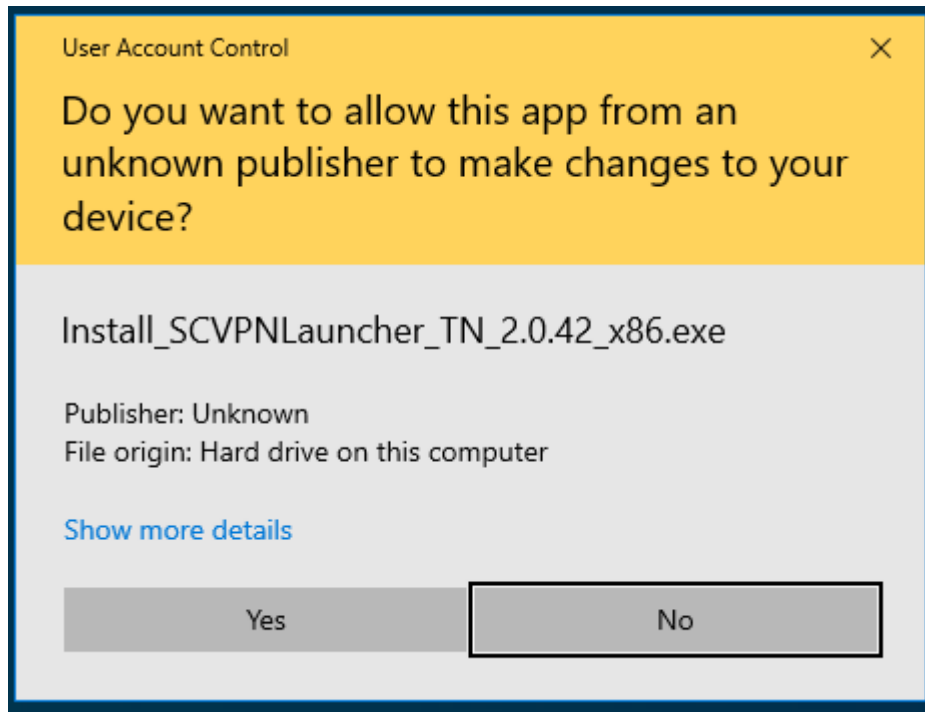 User Account Control
Do you want to allow this app from an
unknown publisher to make changes to your
device?
Install_SCVPNLauncher_TN_2.0.42_x86.exe
Publisher: Unknown
File origin: Hard drive on this computer
Show more details
Yes
No